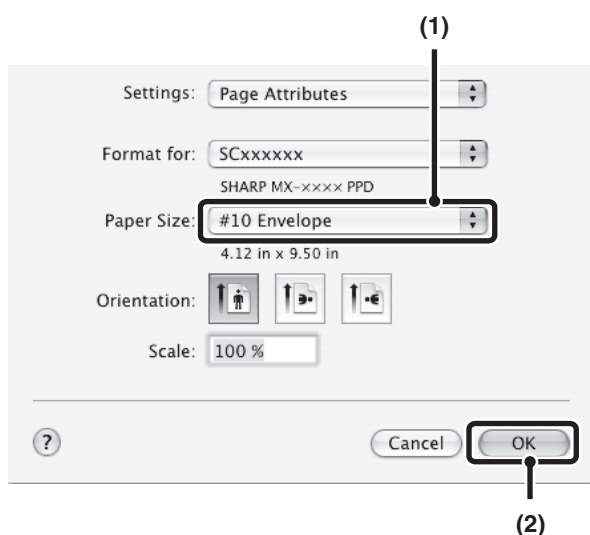 (1)
Settings: Page Attributes
Format for: SCxxxxxx
SHARP MX-×××× PPD
Paper Size: #10 Envelope
4.12 in x 9.50 in
Orientation:
Scale: 100 %
? Cancel OK
(2)